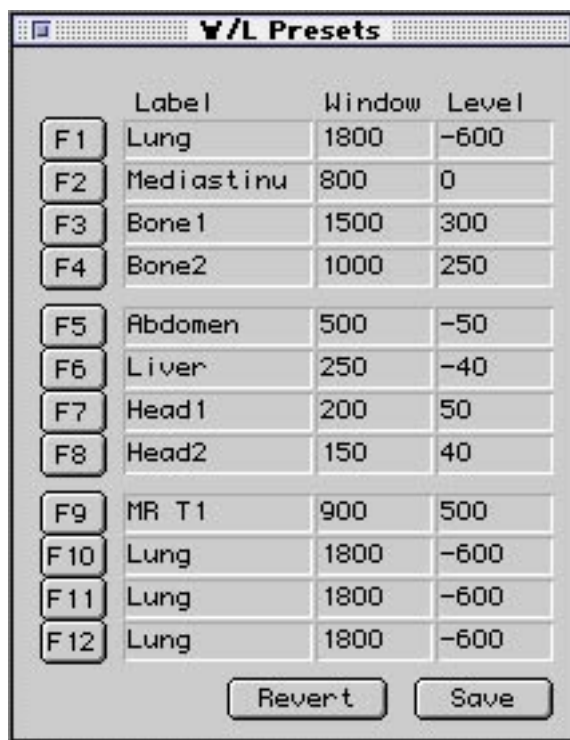 W/L Presets
Label Window Level
F1 Lung 1800 -600
F2 Mediastinu 800 0
F3 Bone1 1500 300
F4 Bone2 1000 250
F5 Abdomen 500 -50
F6 Liver 250 -40
F7 Head1 200 50
F8 Head2 150 40
F9 MR T1 900 500
F10 Lung 1800 -600
F11 Lung 1800 -600
F12 Lung 1800 -600
Revert Save